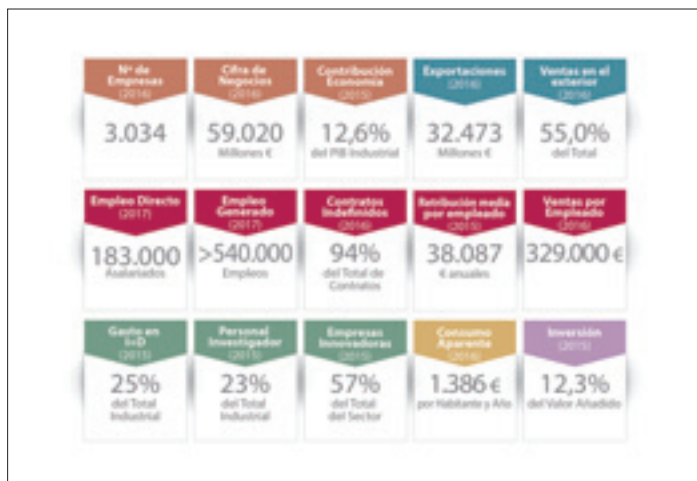 Nº de
Empresas
(2016)
3.034
Cifra de
Negocios
(2016)
59.020
Millones €
Contribución
Economía
(2015)
12,6%
del PIB Industrial
Exportaciones
(2016)
32.473
Millones €
Ventas en el
exterior
(2016)
55,0%
del Total
Empleo Directo
(2017)
183.000
Asalariados
Empleo
Generado
(2017)
>540.000
Empleos
Contratos
Indefinidos
(2016)
94%
del Total de
Contratos
Retribución media
por empleado
(2015)
38.087
€ anuales
Ventas por
Empleado
(2016)
329.000 €
Gasto en
I+D
(2015)
25%
del Total
Industrial
Personal
Investigador
(2015)
23%
del Total
Industrial
Empresas
Innovadoras
(2015)
57%
del Total
del Sector
Consumo
Aparente
(2016)
1.386 €
por Habitante y Año
Inversión
(2015)
12,3%
del Valor Añadido